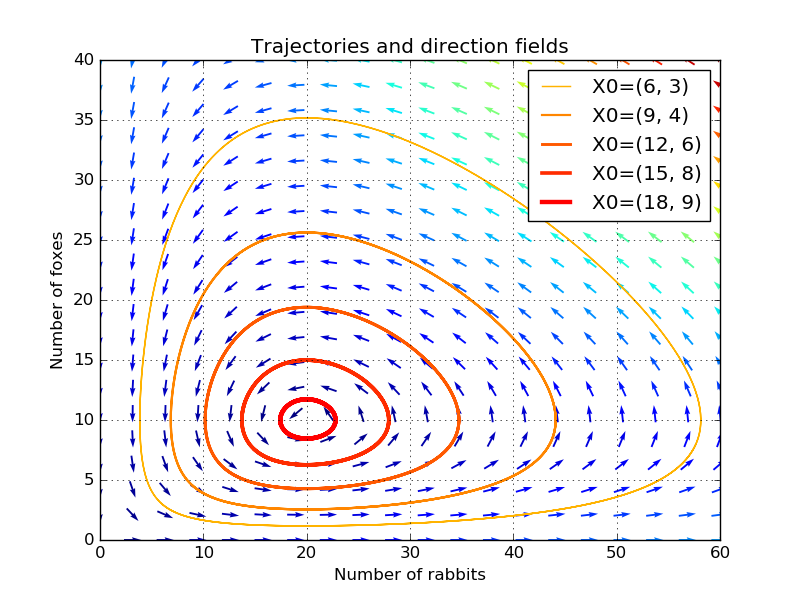 Trajectories and direction fields
X0=(6, 3)
X0=(9, 4)
X0=(12, 6)
X0=(15, 8)
X0=(18, 9)
Number of foxes
40
35
30
25
20
15
10
5
0
0 10 20 30 40 50 60
Number of rabbits